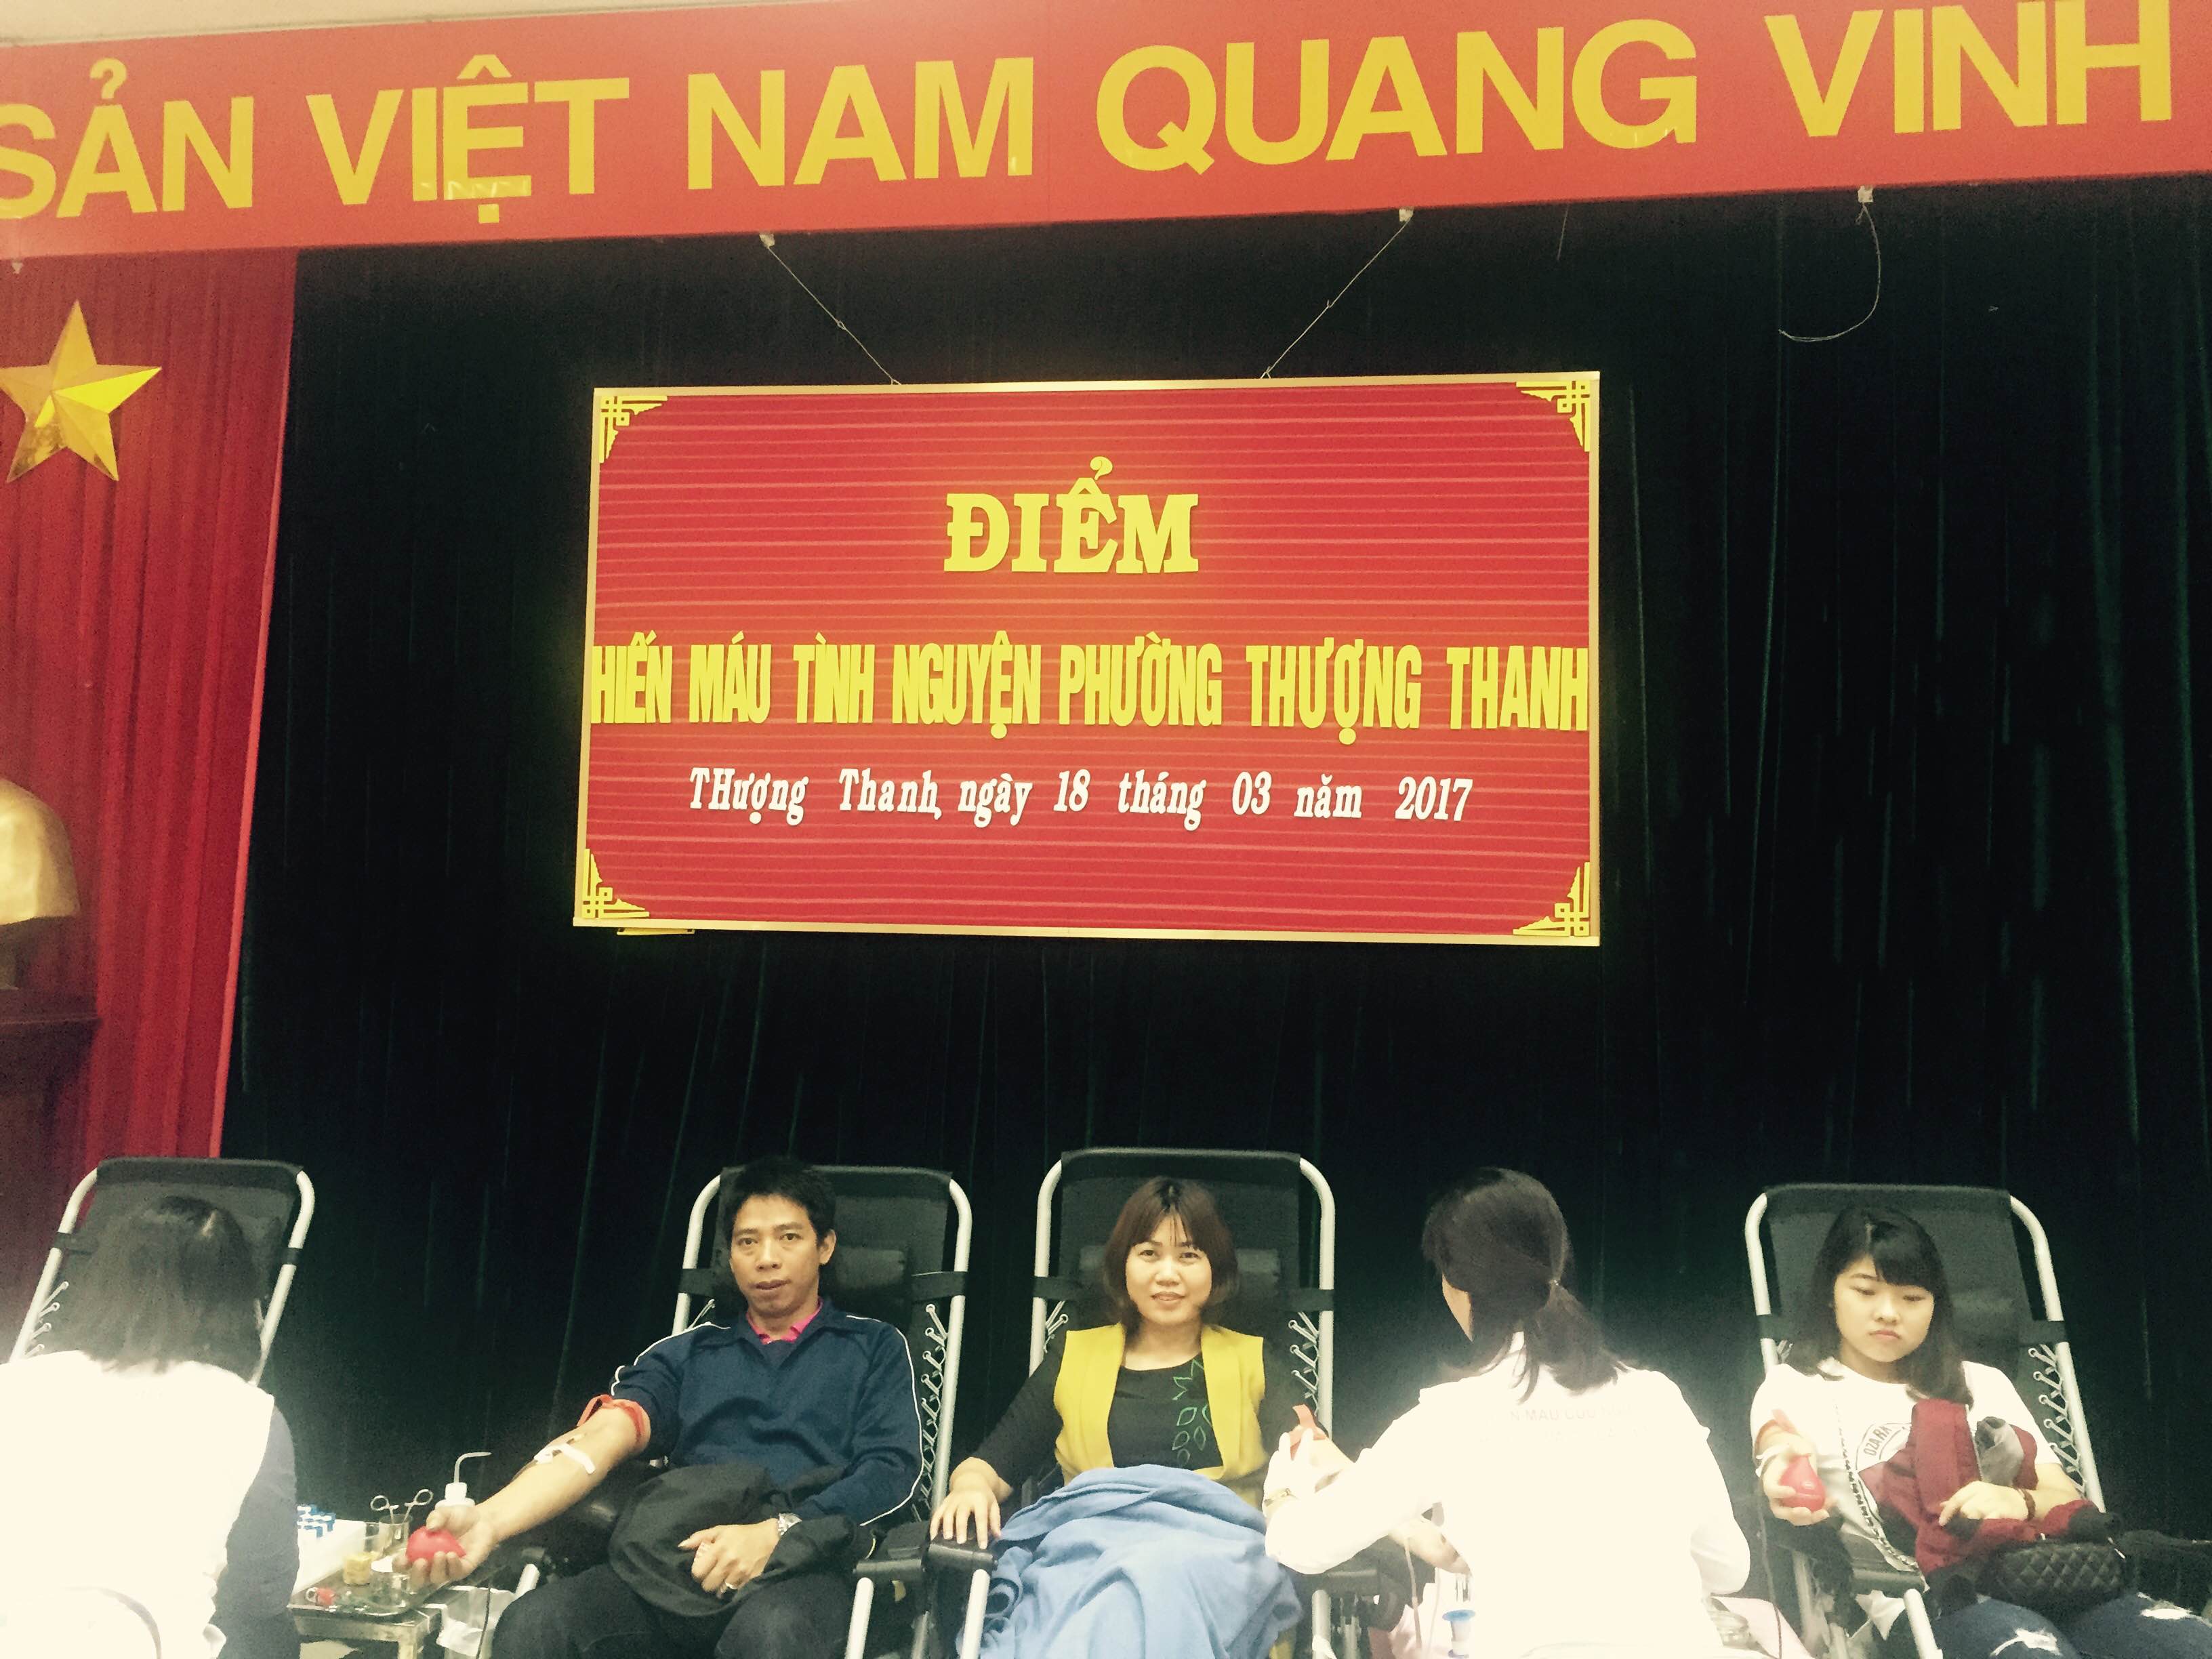 SẢN VIỆT NAM QUANG VINH
ĐIỂM
HIẾN MÁU TÌNH NGUYỆN PHƯỜNG THƯỢNG THANH
THượng Thanh, ngày 18 tháng 03 năm 2017